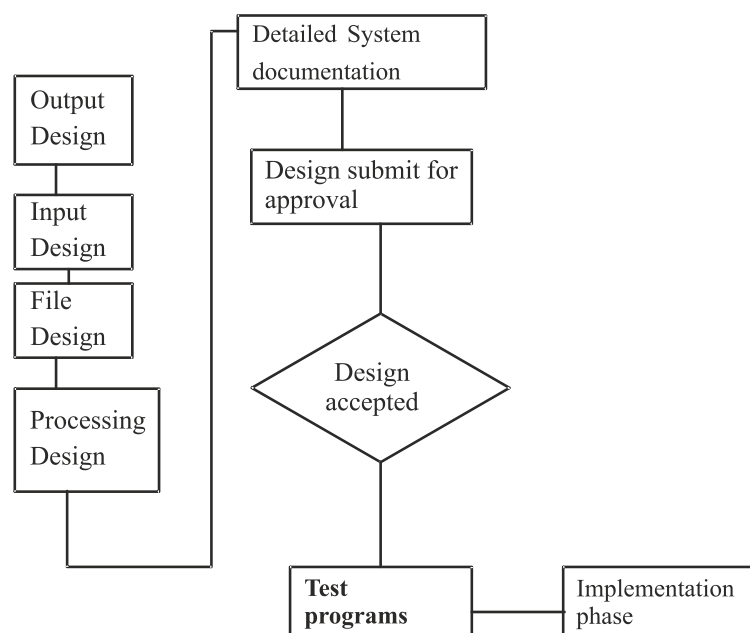 Output
Design
Input
Design
File
Design
Processing
Design
Detailed System
documentation
Design submit for
approval
Design
accepted
Test
programs
Implementation
phase